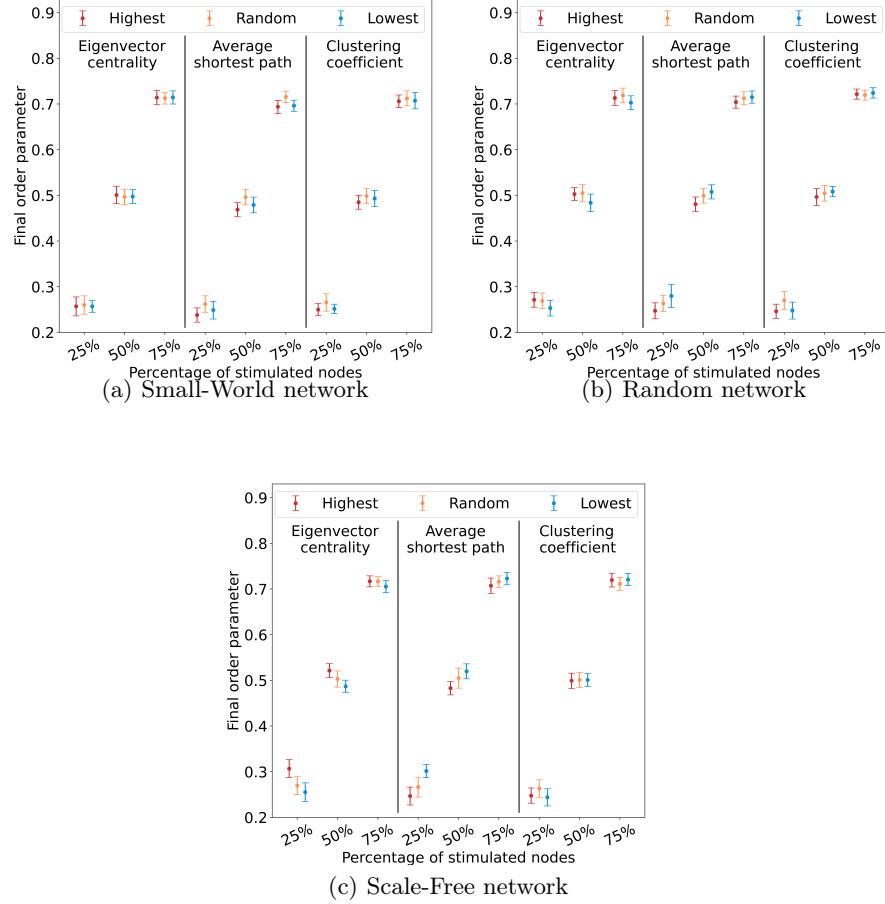 Highest Random Lowest
Eigenvector centrality
Average shortest path
Clustering coefficient
Final order parameter
0.9
0.8
0.7
0.6
0.5
0.4
0.3
0.2
25% 50% 75% 25% 50% 75% 25% 50% 75%
Percentage of stimulated nodes
(a) Small-World network
Highest Random Lowest
Eigenvector centrality
Average shortest path
Clustering coefficient
Final order parameter
0.9
0.8
0.7
0.6
0.5
0.4
0.3
0.2
25% 50% 75% 25% 50% 75% 25% 50% 75%
Percentage of stimulated nodes
(b) Random network
Highest Random Lowest
Eigenvector centrality
Average shortest path
Clustering coefficient
Final order parameter
0.9
0.8
0.7
0.6
0.5
0.4
0.3
0.2
25% 50% 75% 25% 50% 75% 25% 50% 75%
Percentage of stimulated nodes
(c) Scale-Free network